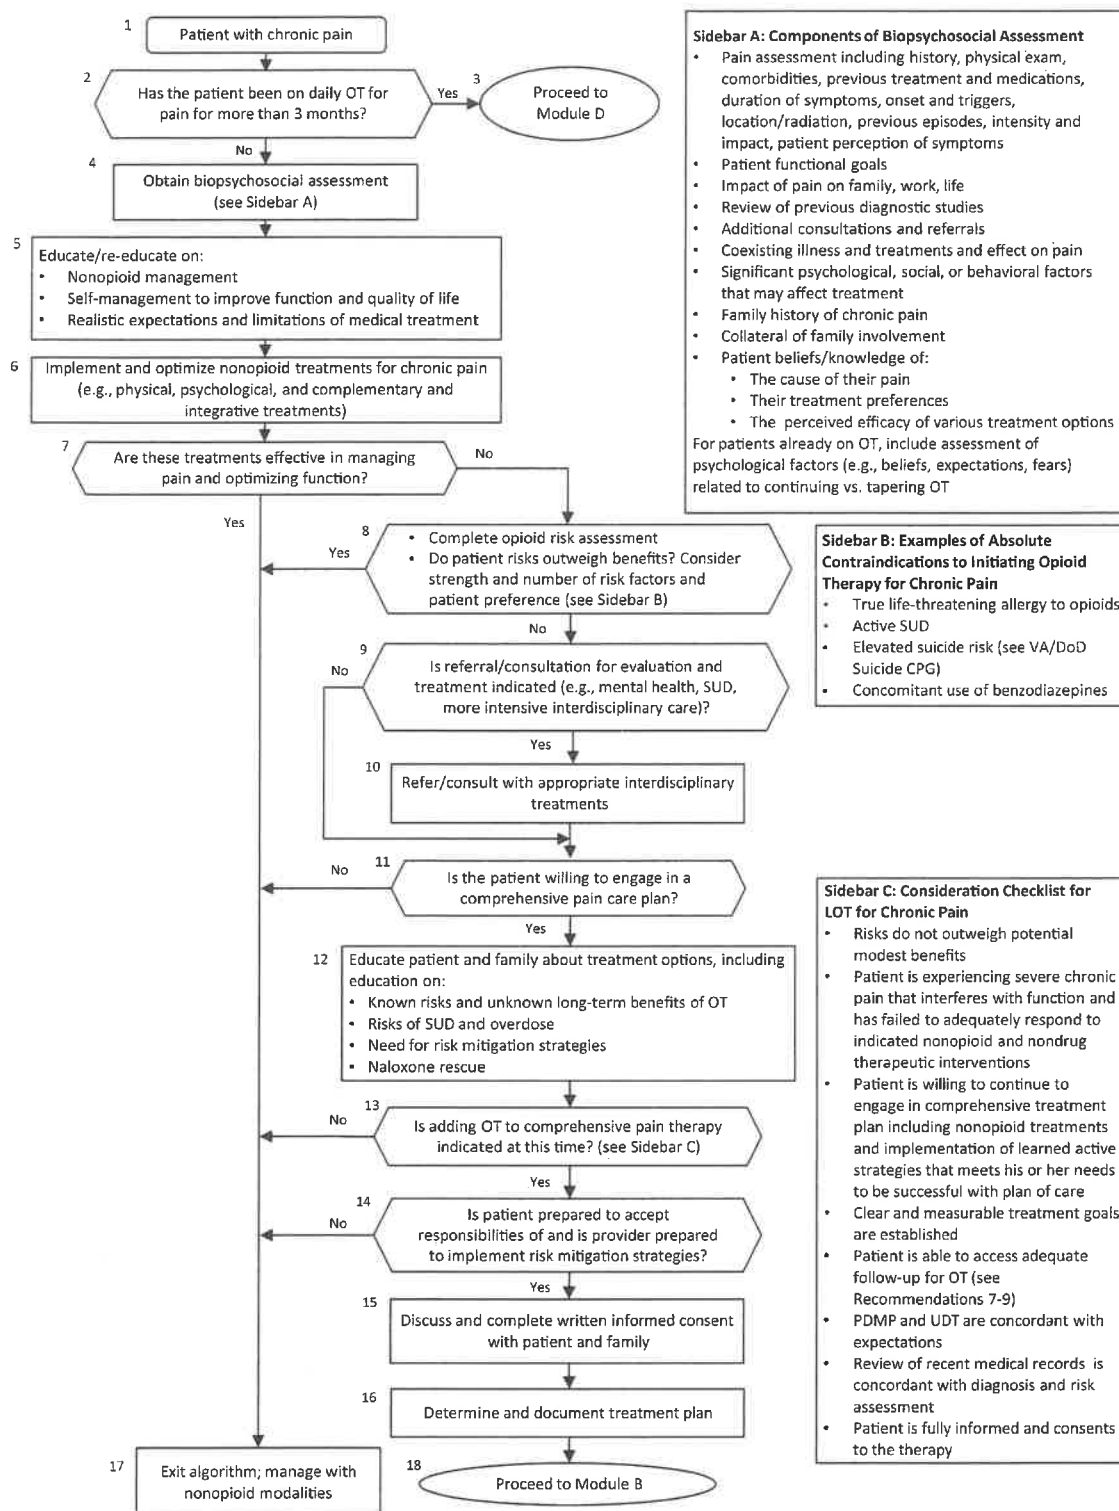 1
Patient with chronic pain
2
Has the patient been on daily OT for
pain for more than 3 months?
Yes
3
Proceed to
Module D
No
4
Obtain biopsychosocial assessment
(see Sidebar A)
5
Educate/re-educate on:
• Nonopioid management
• Self-management to improve function and quality of life
• Realistic expectations and limitations of medical treatment
6
Implement and optimize nonopioid treatments for chronic pain
(e.g., physical, psychological, and complementary and
integrative treatments)
7
Are these treatments effective in managing
pain and optimizing function?
No
Yes
8
• Complete opioid risk assessment
• Do patient risks outweigh benefits? Consider
strength and number of risk factors and
patient preference (see Sidebar B)
Yes
No
9
Is referral/consultation for evaluation and
treatment indicated (e.g., mental health, SUD,
more intensive interdisciplinary care)?
No
Yes
10
Refer/consult with appropriate interdisciplinary
treatments
11
Is the patient willing to engage in a
comprehensive pain care plan?
No
Yes
12
Educate patient and family about treatment options, including
education on:
• Known risks and unknown long-term benefits of OT
• Risks of SUD and overdose
• Need for risk mitigation strategies
• Naloxone rescue
13
Is adding OT to comprehensive pain therapy
indicated at this time? (see Sidebar C)
No
Yes
14
Is patient prepared to accept
responsibilities of and is provider prepared
to implement risk mitigation strategies?
No
Yes
15
Discuss and complete written informed consent
with patient and family
16
Determine and document treatment plan
17
Exit algorithm; manage with
nonopioid modalities
18
Proceed to Module B
Sidebar A: Components of Biopsychosocial Assessment
• Pain assessment including history, physical exam,
comorbidities, previous treatment and medications,
duration of symptoms, onset and triggers,
location/radiation, previous episodes, intensity and
impact, patient perception of symptoms
• Patient functional goals
• Impact of pain on family, work, life
• Review of previous diagnostic studies
• Additional consultations and referrals
• Coexisting illness and treatments and effect on pain
• Significant psychological, social, or behavioral factors
that may affect treatment
• Family history of chronic pain
• Collateral of family involvement
• Patient beliefs/knowledge of:
• The cause of their pain
• Their treatment preferences
• The perceived efficacy of various treatment options
For patients already on OT, include assessment of
psychological factors (e.g., beliefs, expectations, fears)
related to continuing vs. tapering OT
Sidebar B: Examples of Absolute
Contraindications to Initiating Opioid
Therapy for Chronic Pain
• True life-threatening allergy to opioids
• Active SUD
• Elevated suicide risk (see VA/DoD
Suicide CPG)
• Concomitant use of benzodiazepines
Sidebar C: Consideration Checklist for
LOT for Chronic Pain
• Risks do not outweigh potential
modest benefits
• Patient is experiencing severe chronic
pain that interferes with function and
has failed to adequately respond to
indicated nonopioid and nondrug
therapeutic interventions
• Patient is willing to continue to
engage in comprehensive treatment
plan including nonopioid treatments
and implementation of learned active
strategies that meets his or her needs
to be successful with plan of care
• Clear and measurable treatment goals
are established
• Patient is able to access adequate
follow-up for OT (see
Recommendations 7-9)
• PDMP and UDT are concordant with
expectations
• Review of recent medical records is
concordant with diagnosis and risk
assessment
• Patient is fully informed and consents
to the therapy